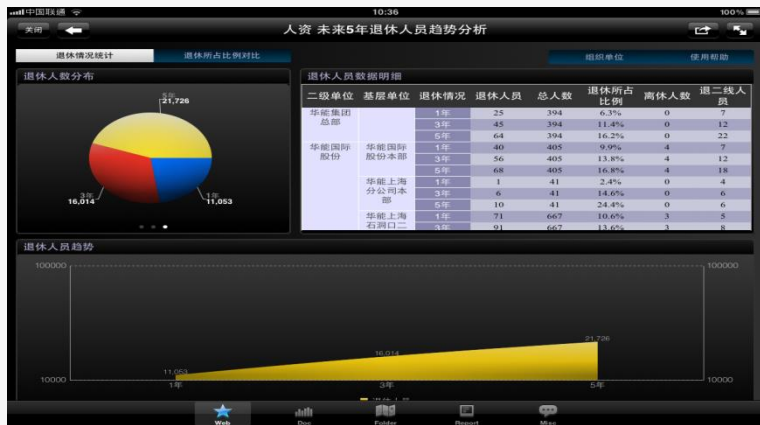 中国联通
10:36
100%
关闭
人资 未来5年退休人员趋势分析
退休情况统计
退休所占比例对比
组织单位
使用帮助
退休人数分布
5年
21,726
3年
16,014
1年
11,053
退休人员数据明细
二级单位 基层单位 退休情况 退休人员 总人数 退休所占比例 离休人数 退二线人员
华能集团总部 1年 25 394 6.3% 0 7
3年 45 394 11.4% 0 12
5年 64 394 16.2% 0 22
华能国际股份 华能国际股份本部 1年 40 405 9.9% 4 7
3年 56 405 13.8% 4 12
5年 68 405 16.8% 4 18
华能上海分公司本部 1年 1 41 2.4% 0 4
3年 6 41 14.6% 0 6
5年 10 41 24.4% 0 6
华能上海石洞口二 1年 71 667 10.6% 3 5
3年 91 667 13.6% 3 8
退休人员趋势
100000
100000
21,726
16,014
11,053
10000
10000
1年
3年
5年
退休人员
Web
Doc
Folder
Report
Misc